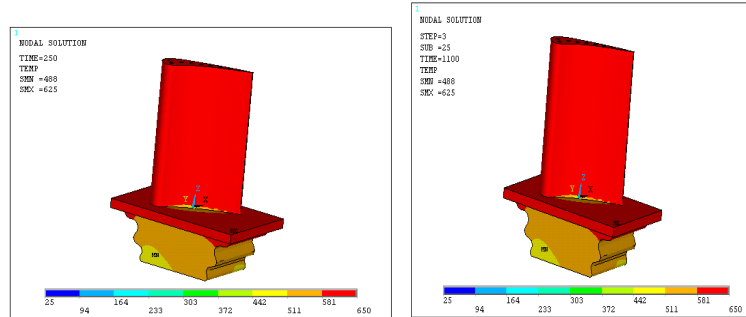 1
NODAL SOLUTION
TIME=250
TEMP
SMN =488
SMX =625
Z
Y
X
MN
25
94
164
233
303
372
442
511
581
650
1
NODAL SOLUTION
STEP=3
SUB =25
TIME=1100
TEMP
SMN =488
SMX =625
Z
Y
X
MN
25
94
164
233
303
372
442
511
581
650